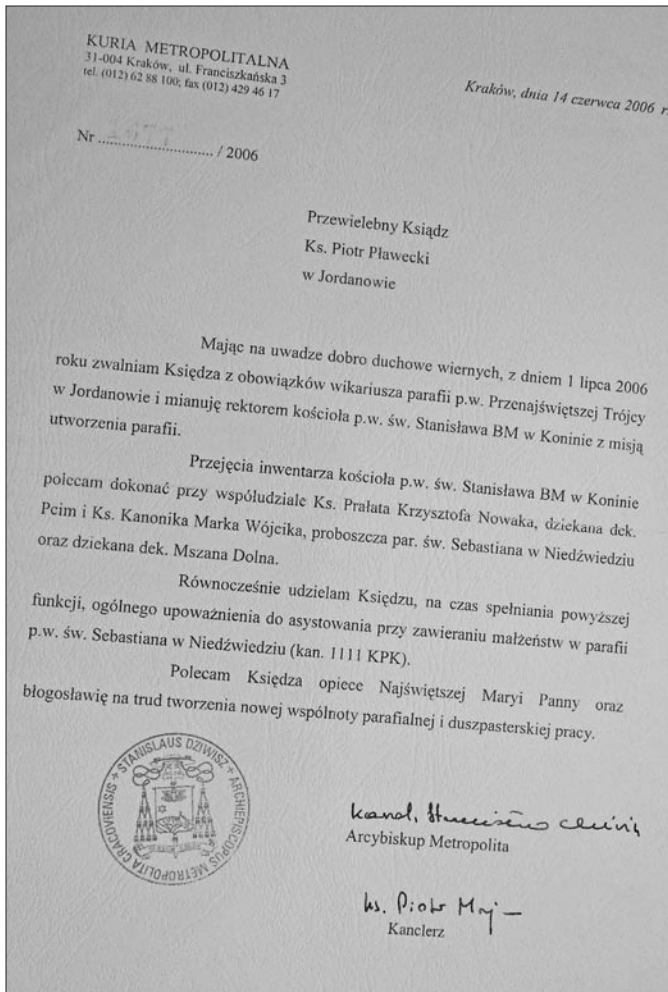 KURIA METROPOLITALNA
31-004 Kraków, ul. Franciszkańska 3
tel. (012) 62 88 100; fax (012) 429 46 17
Kraków, dnia 14 czerwca 2006 r.
Nr ............................. / 2006
Przewielebny Ksiądz
Ks. Piotr Pławecki
w Jordanowie
Mając na uwadze dobro duchowe wiernych, z dniem 1 lipca 2006
roku zwalniam Księdza z obowiązków wikariusza parafii p.w. Przenajświętszej Trójcy
w Jordanowie i mianuję rektorem kościoła p.w. św. Stanisława BM w Koninie z misją
utworzenia parafii.
Przejęcia inwentarza kościoła p.w. św. Stanisława BM w Koninie
polecam dokonać przy współudziale Ks. Prałata Krzysztofa Nowaka, dziekana dek.
Pcim i Ks. Kanonika Marka Wójcika, proboszcza par. św. Sebastiana w Niedźwiedziu
oraz dziekana dek. Mszana Dolna.
Równocześnie udzielam Księdzu, na czas spełniania powyższej
funkcji, ogólnego upoważnienia do asystowania przy zawieraniu małżeństw w parafii
p.w. św. Sebastiana w Niedźwiedziu (kan. 1111 KPK).
Polecam Księdza opiece Najświętszej Maryi Panny oraz
błogosławię na trud tworzenia nowej wspólnoty parafialnej i duszpasterskiej pracy.
+ STANISLAUS DZIWISZ + ARCHIEPISCOPUS METROPOLITA CRACOVIENSIS
Arcybiskup Metropolita
ks. Piotr
Kanclerz